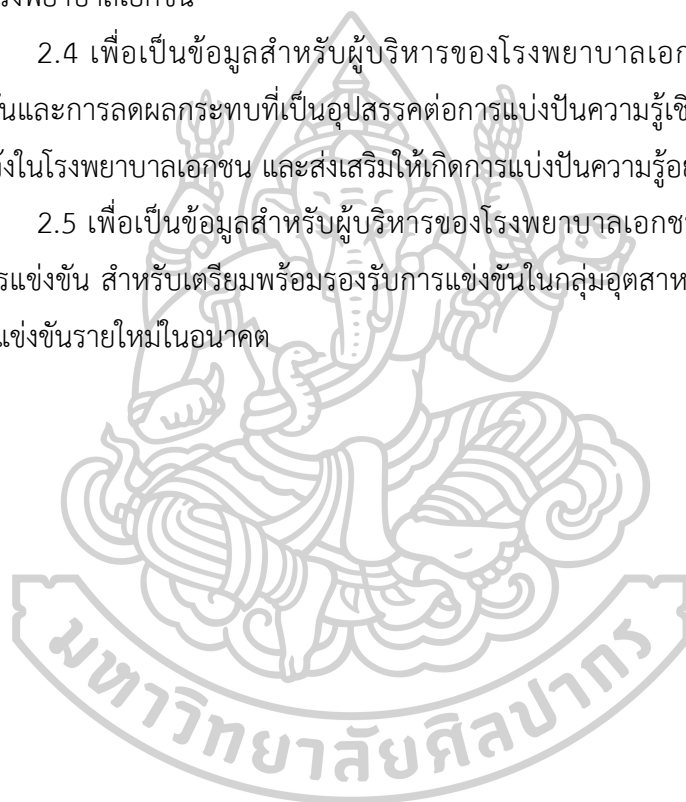 รงพยาบาลเอกชน
2.4 เพื่อเป็นข้อมูลสำหรับผู้บริหารของโรงพยาบาลเอก
ันและการลดผลกระทบที่เป็นอุปสรรคต่อการแบ่งปันความรู้เชิ
ังในโรงพยาบาลเอกชน และส่งเสริมให้เกิดการแบ่งปันความรู้อย
2.5 เพื่อเป็นข้อมูลสำหรับผู้บริหารของโรงพยาบาลเอกช
รแข่งขัน สำหรับเตรียมพร้อมรองรับการแข่งขันในกลุ่มอุตสาห
แข่งขันรายใหม่ในอนาคต
มหาวิทยาลัยศิลปากร